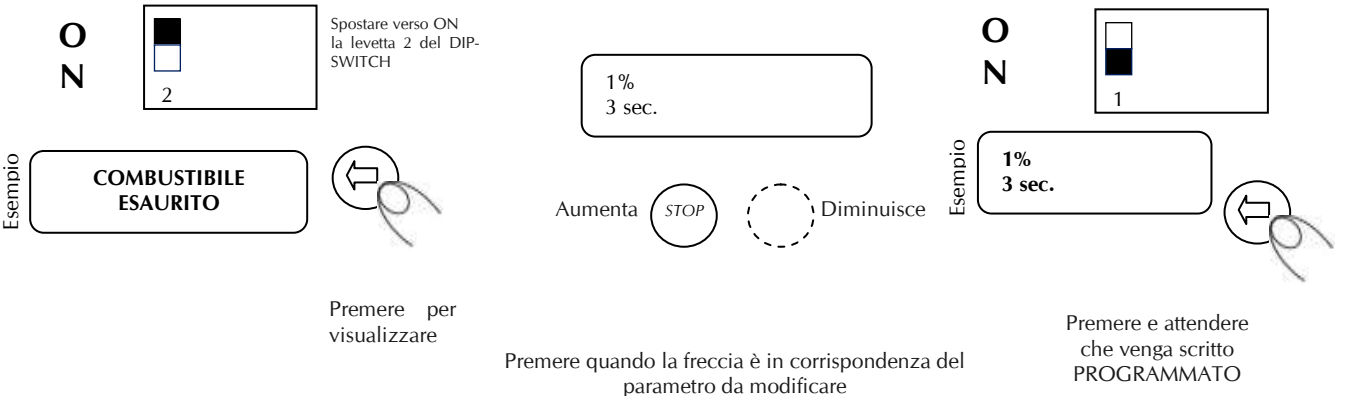 O
N
2
Spostare verso ON
la levetta 2 del DIP-
SWITCH
Esempio
COMBUSTIBILE
ESAURITO
Premere per
visualizzare
1%
3 sec.
Aumenta
STOP
Diminuisce
Premere quando la freccia è in corrispondenza del
parametro da modificare
O
N
1
Esempio
1%
3 sec.
Premere e attendere
che venga scritto
PROGRAMMATO